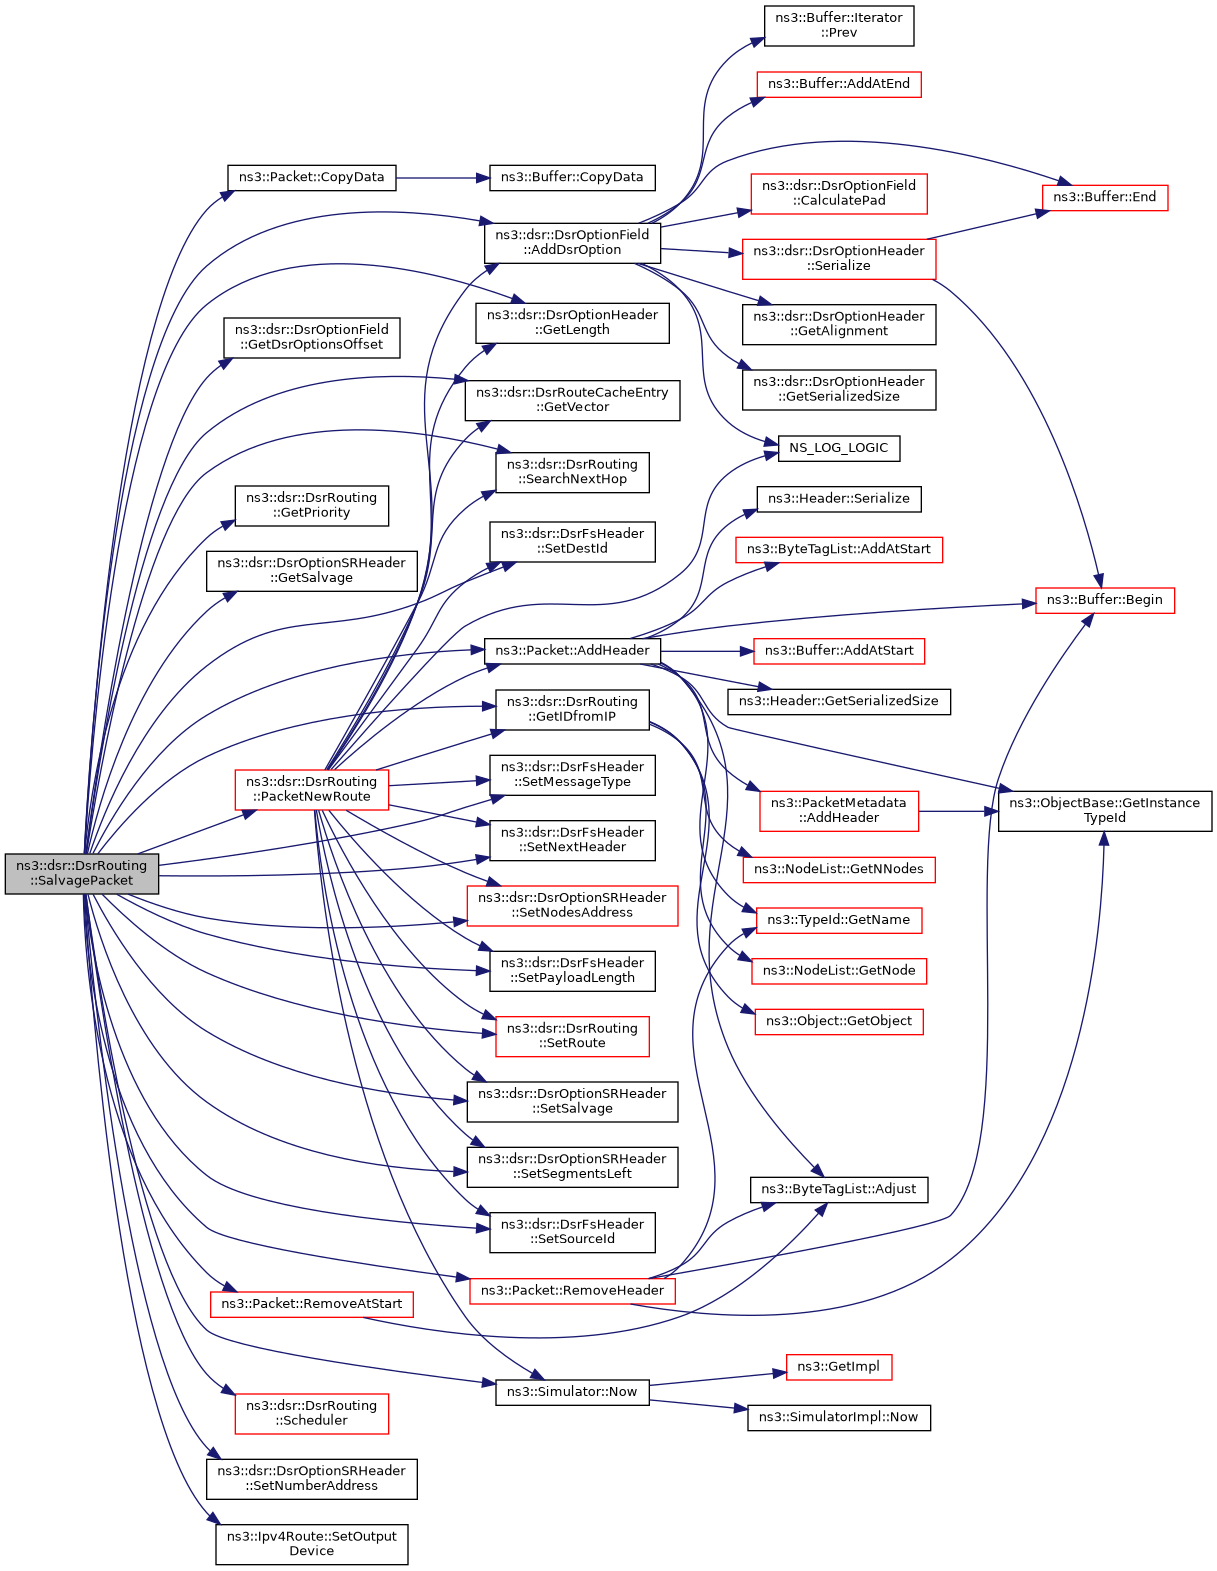 ns3::dsr::DsrRouting
::SalvagePacket
ns3::Packet::CopyData
ns3::dsr::DsrOptionField
::GetDsrOptionsOffset
ns3::dsr::DsrRouting
::GetPriority
ns3::dsr::DsrOptionSRHeader
::GetSalvage
ns3::dsr::DsrRouting
::PacketNewRoute
ns3::Packet::RemoveAtStart
ns3::dsr::DsrRouting
::Scheduler
ns3::dsr::DsrOptionSRHeader
::SetNumberAddress
ns3::Ipv4Route::SetOutput
Device
ns3::Buffer::CopyData
ns3::dsr::DsrOptionField
::AddDsrOption
ns3::dsr::DsrOptionHeader
::GetLength
ns3::dsr::DsrRouteCacheEntry
::GetVector
ns3::dsr::DsrRouting
::SearchNextHop
ns3::dsr::DsrFsHeader
::SetDestId
ns3::Packet::AddHeader
ns3::dsr::DsrRouting
::GetIDfromIP
ns3::dsr::DsrFsHeader
::SetMessageType
ns3::dsr::DsrFsHeader
::SetNextHeader
ns3::dsr::DsrOptionSRHeader
::SetNodesAddress
ns3::dsr::DsrFsHeader
::SetPayloadLength
ns3::dsr::DsrRouting
::SetRoute
ns3::dsr::DsrOptionSRHeader
::SetSalvage
ns3::dsr::DsrOptionSRHeader
::SetSegmentsLeft
ns3::dsr::DsrFsHeader
::SetSourceId
ns3::Packet::RemoveHeader
ns3::Simulator::Now
ns3::Buffer::Iterator
::Prev
ns3::Buffer::AddAtEnd
ns3::dsr::DsrOptionField
::CalculatePad
ns3::dsr::DsrOptionHeader
::Serialize
ns3::dsr::DsrOptionHeader
::GetAlignment
ns3::dsr::DsrOptionHeader
::GetSerializedSize
NS_LOG_LOGIC
ns3::Header::Serialize
ns3::ByteTagList::AddAtStart
ns3::Buffer::AddAtStart
ns3::Header::GetSerializedSize
ns3::PacketMetadata
::AddHeader
ns3::NodeList::GetNNodes
ns3::TypeId::GetName
ns3::NodeList::GetNode
ns3::Object::GetObject
ns3::ByteTagList::Adjust
ns3::GetImpl
ns3::SimulatorImpl::Now
ns3::Buffer::End
ns3::Buffer::Begin
ns3::ObjectBase::GetInstance
TypeId